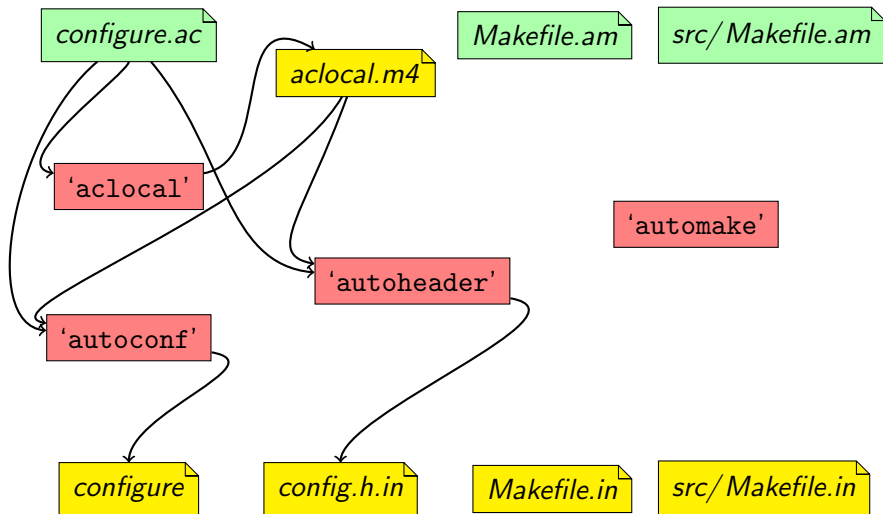 configure.ac
aclocal.m4
Makefile.am
src/Makefile.am
‘aclocal’
‘automake’
‘autoheader’
‘autoconf’
configure
config.h.in
Makefile.in
src/Makefile.in